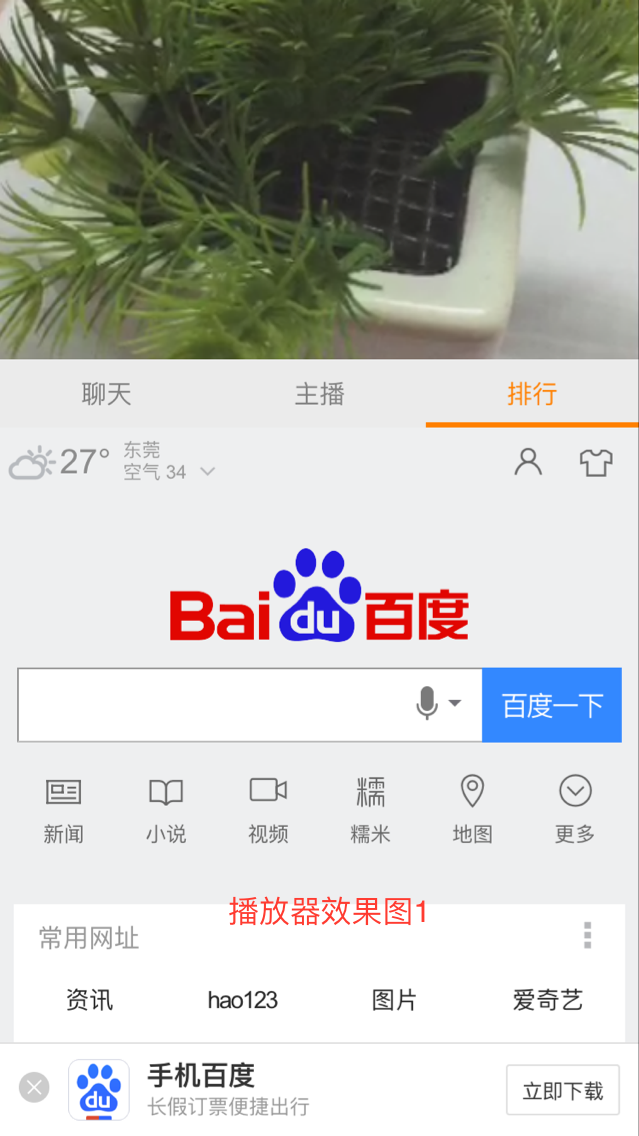 聊天 主播 排行
27° 东莞
空气 34
Bai du 百度
百度一下
糯
新闻 小说 视频 糯米 地图 更多
播放器效果图1
常用网址
资讯 hao123 图片 爱奇艺
du 手机百度
长假订票便捷出行
立即下载